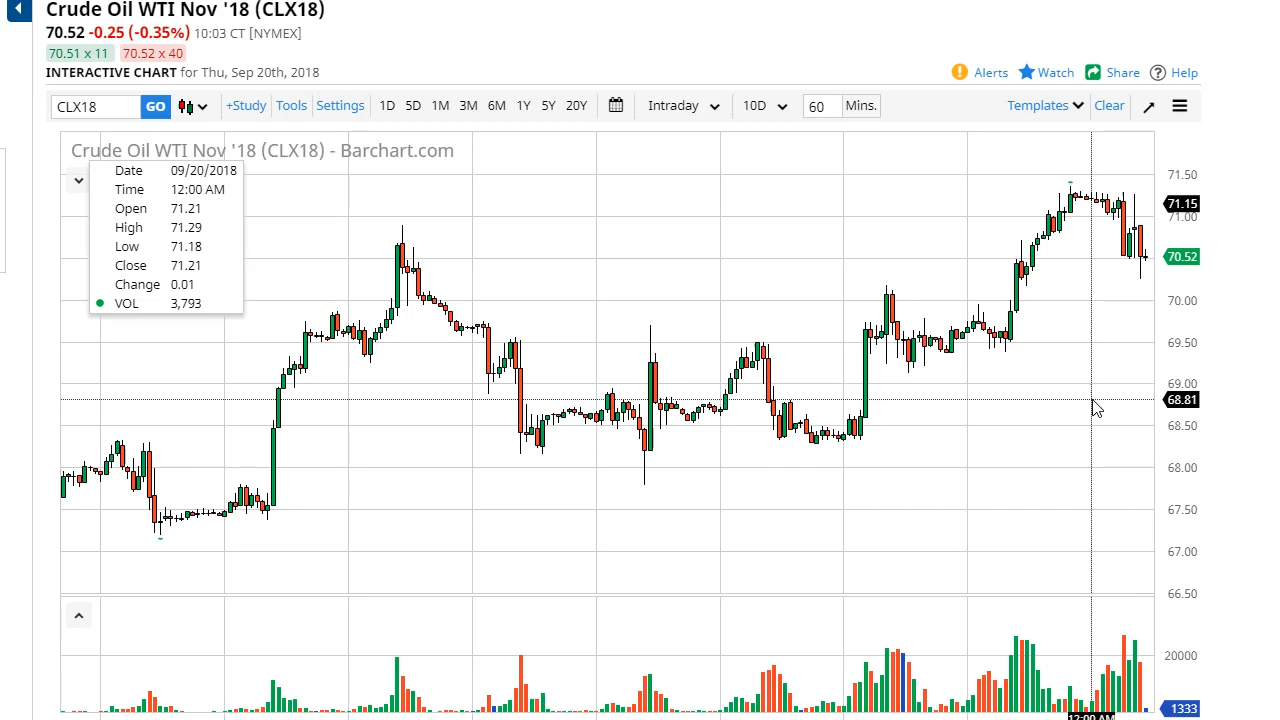 Crude Oil WTI Nov '18 (CLX18)
70.52 -0.25 (-0.35%) 10:03 CT [NYMEX]
70.51 x 11 70.52 x 40
INTERACTIVE CHART for Thu, Sep 20th, 2018
Alerts Watch Share ? Help
CLX18 GO +Study Tools Settings 1D 5D 1M 3M 6M 1Y 5Y 20Y Intraday 10D 60 Mins. Templates Clear
Crude Oil WTI Nov '18 (CLX18) - Barchart.com
Date 09/20/2018
Time 12:00 AM
Open 71.21
High 71.29
Low 71.18
Close 71.21
Change 0.01
VOL 3,793
71.50
71.15
71.00
70.52
70.00
69.50
69.00
68.81
68.50
68.00
67.50
67.00
66.50
20000
1333
12:00 AM